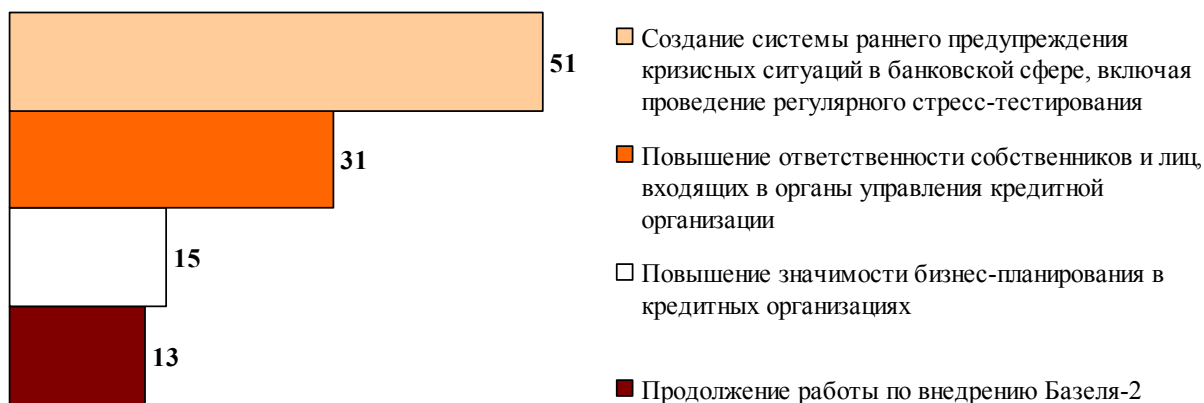 51
31
15
13
Создание системы раннего предупреждения
кризисных ситуаций в банковской сфере, включая
проведение регулярного стресс-тестирования
Повышение ответственности собственников и лиц,
входящих в органы управления кредитной
организации
Повышение значимости бизнес-планирования в
кредитных организациях
Продолжение работы по внедрению Базеля-2